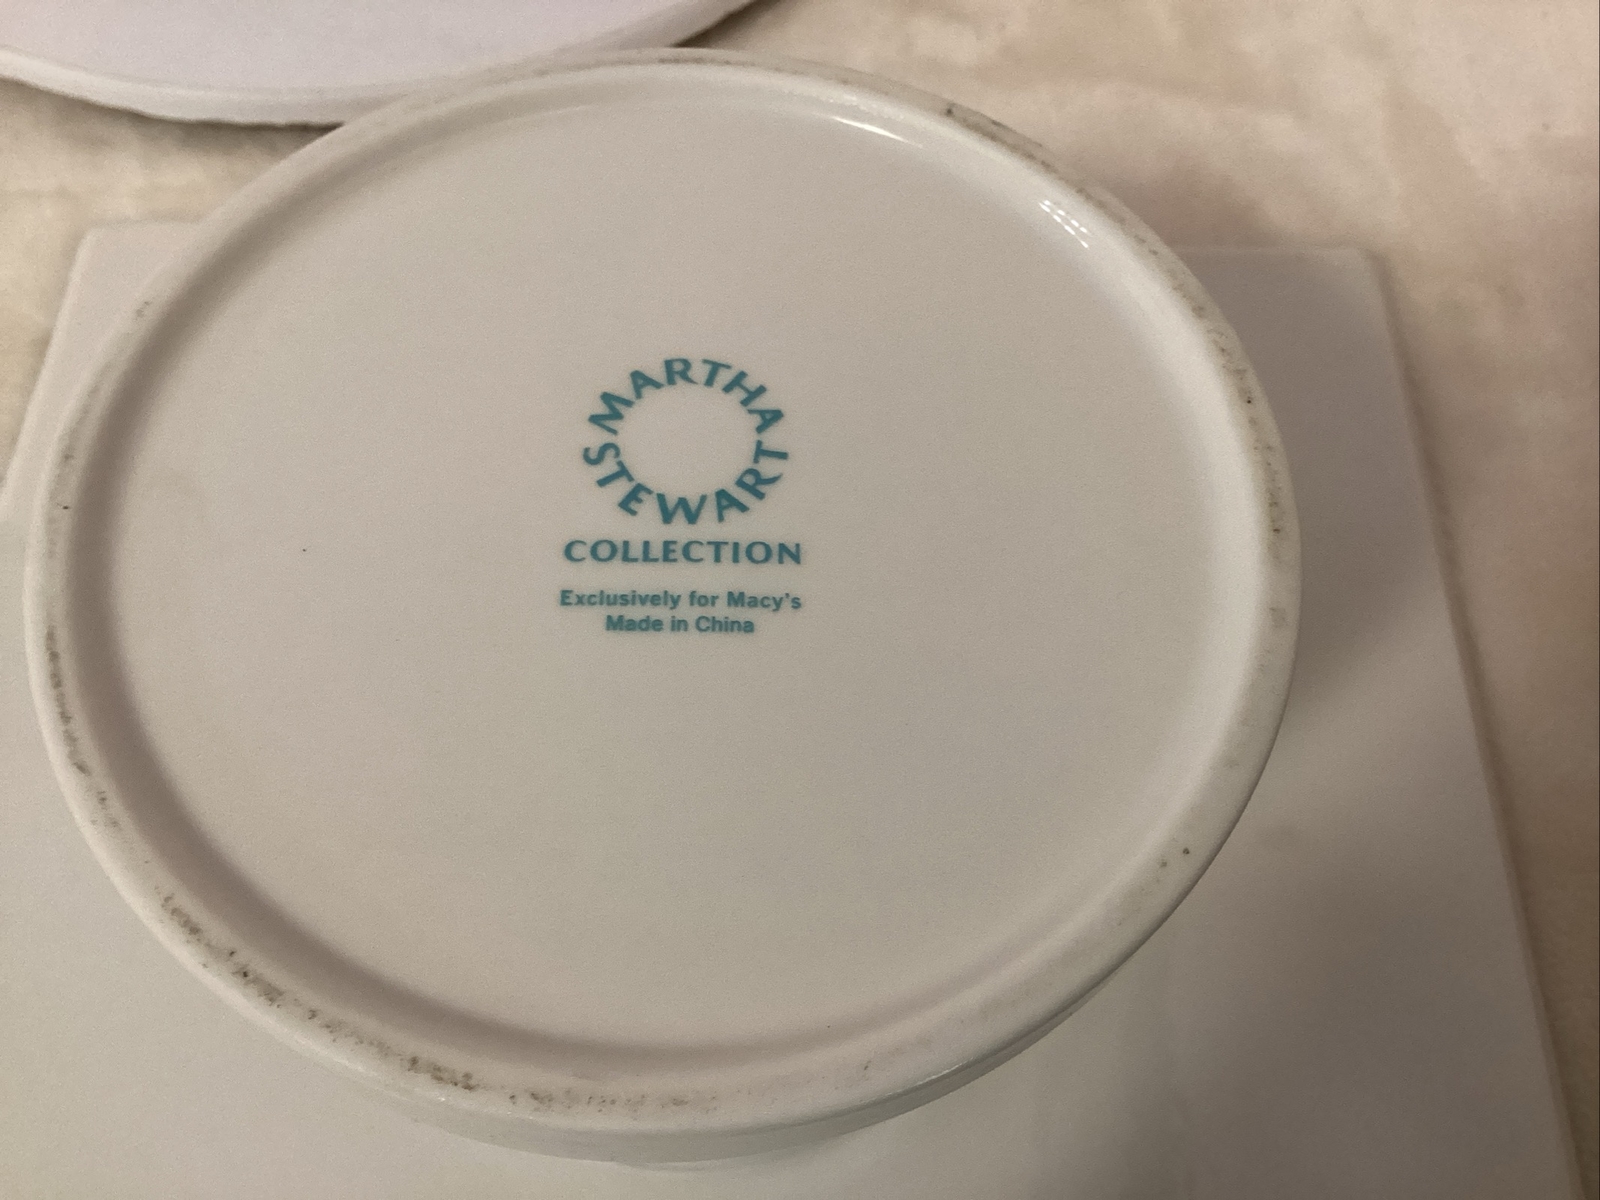 MARTHA
STEWART
COLLECTION
Exclusively for Macy's
Made in China